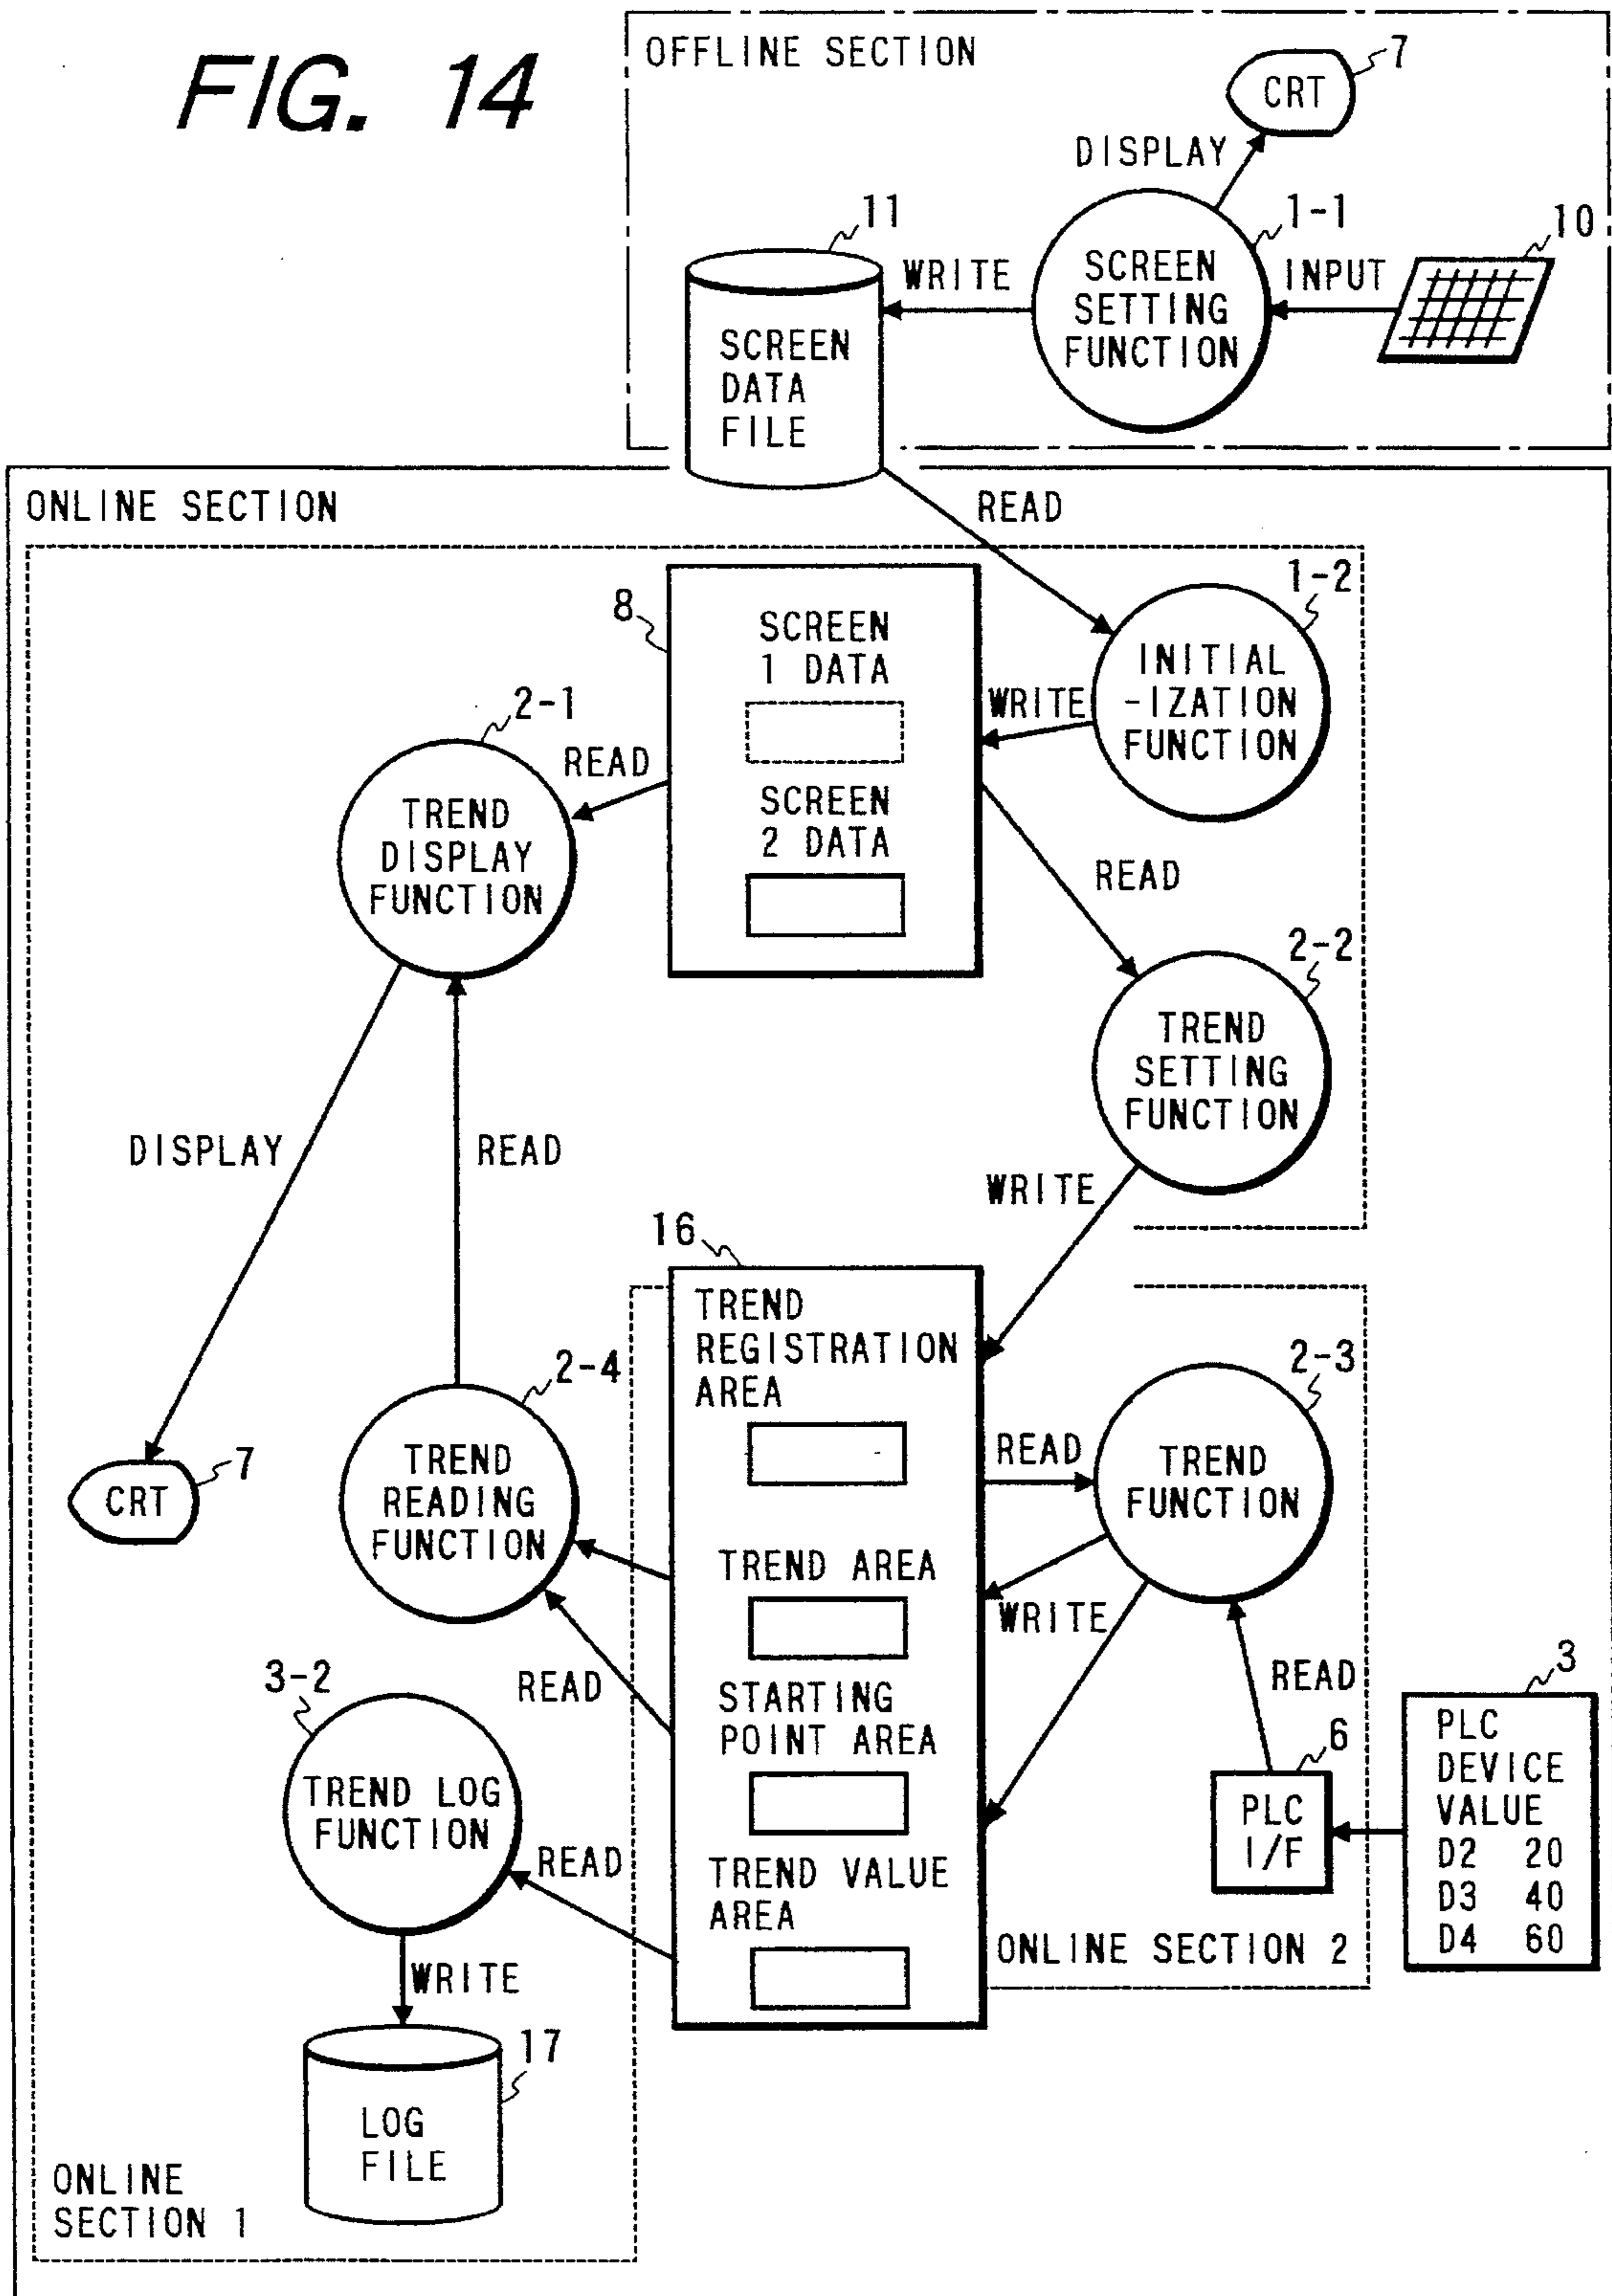 FIG. 14
OFFLINE SECTION
7
CRT
DISPLAY
11
1-1
10
WRITE
SCREEN
SETTING
FUNCTION
INPUT
SCREEN
DATA
FILE
ONLINE SECTION
READ
8
SCREEN
1 DATA
1-2
INITIAL
-IZATION
FUNCTION
WRITE
2-1
READ
SCREEN
2 DATA
TREND
DISPLAY
FUNCTION
READ
2-2
TREND
SETTING
FUNCTION
DISPLAY
READ
WRITE
16
TREND
REGISTRATION
AREA
2-4
2-3
7
CRT
TREND
READING
FUNCTION
READ
TREND
FUNCTION
TREND AREA
WRITE
3-2
READ
STARTING
POINT AREA
READ
3
6
PLC
I/F
PLC
DEVICE
VALUE
D2 20
D3 40
D4 60
TREND LOG
FUNCTION
READ
TREND VALUE
AREA
ONLINE SECTION 2
WRITE
17
LOG
FILE
ONLINE
SECTION 1